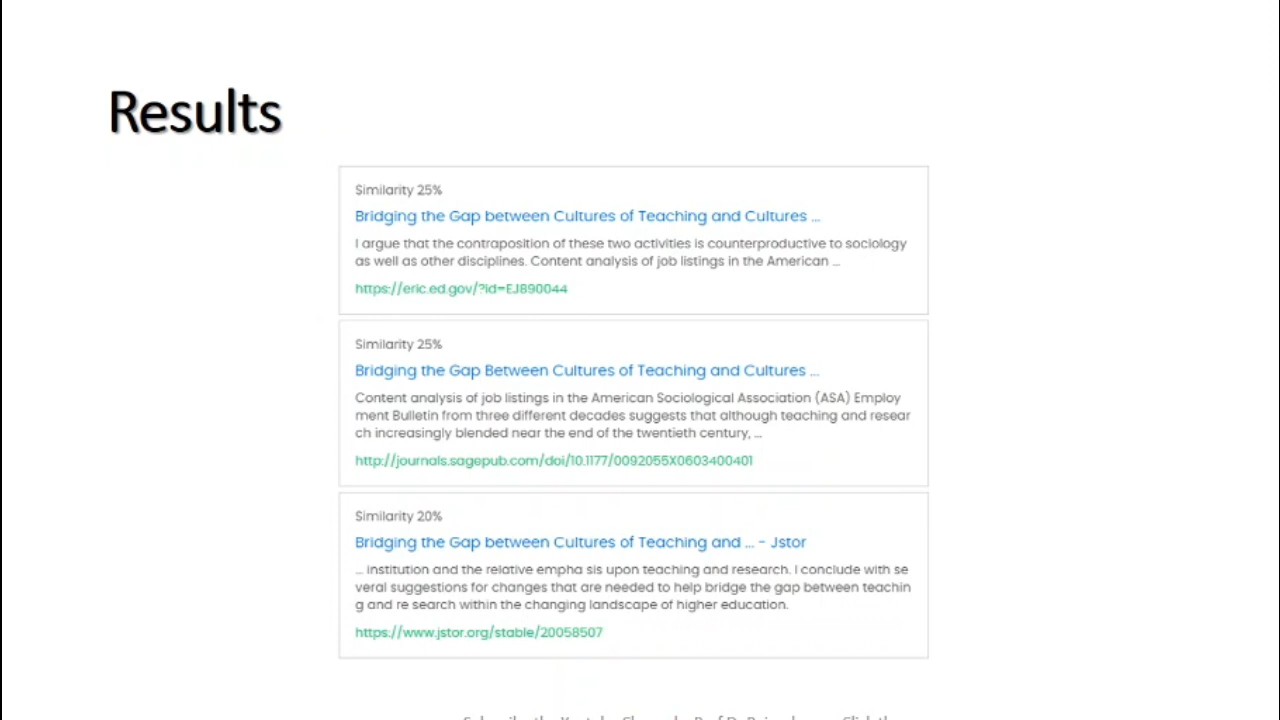 Results
Similarity 25%
Bridging the Gap between Cultures of Teaching and Cultures ...
I argue that the contraposition of these two activities is counterproductive to sociology
as well as other disciplines. Content analysis of job listings in the American ...
https://eric.ed.gov/?id=EJ890044
Similarity 25%
Bridging the Gap Between Cultures of Teaching and Cultures ...
Content analysis of job listings in the American Sociological Association (ASA) Employ
ment Bulletin from three different decades suggests that although teaching and resear
ch increasingly blended near the end of the twentieth century, ...
http://journals.sagepub.com/doi/10.1177/0092055X0603400401
Similarity 20%
Bridging the Gap between Cultures of Teaching and ... - Jstor
... institution and the relative empha sis upon teaching and research. I conclude with se
veral suggestions for changes that are needed to help bridge the gap between teachin
g and re search within the changing landscape of higher education.
https://www.jstor.org/stable/20058507